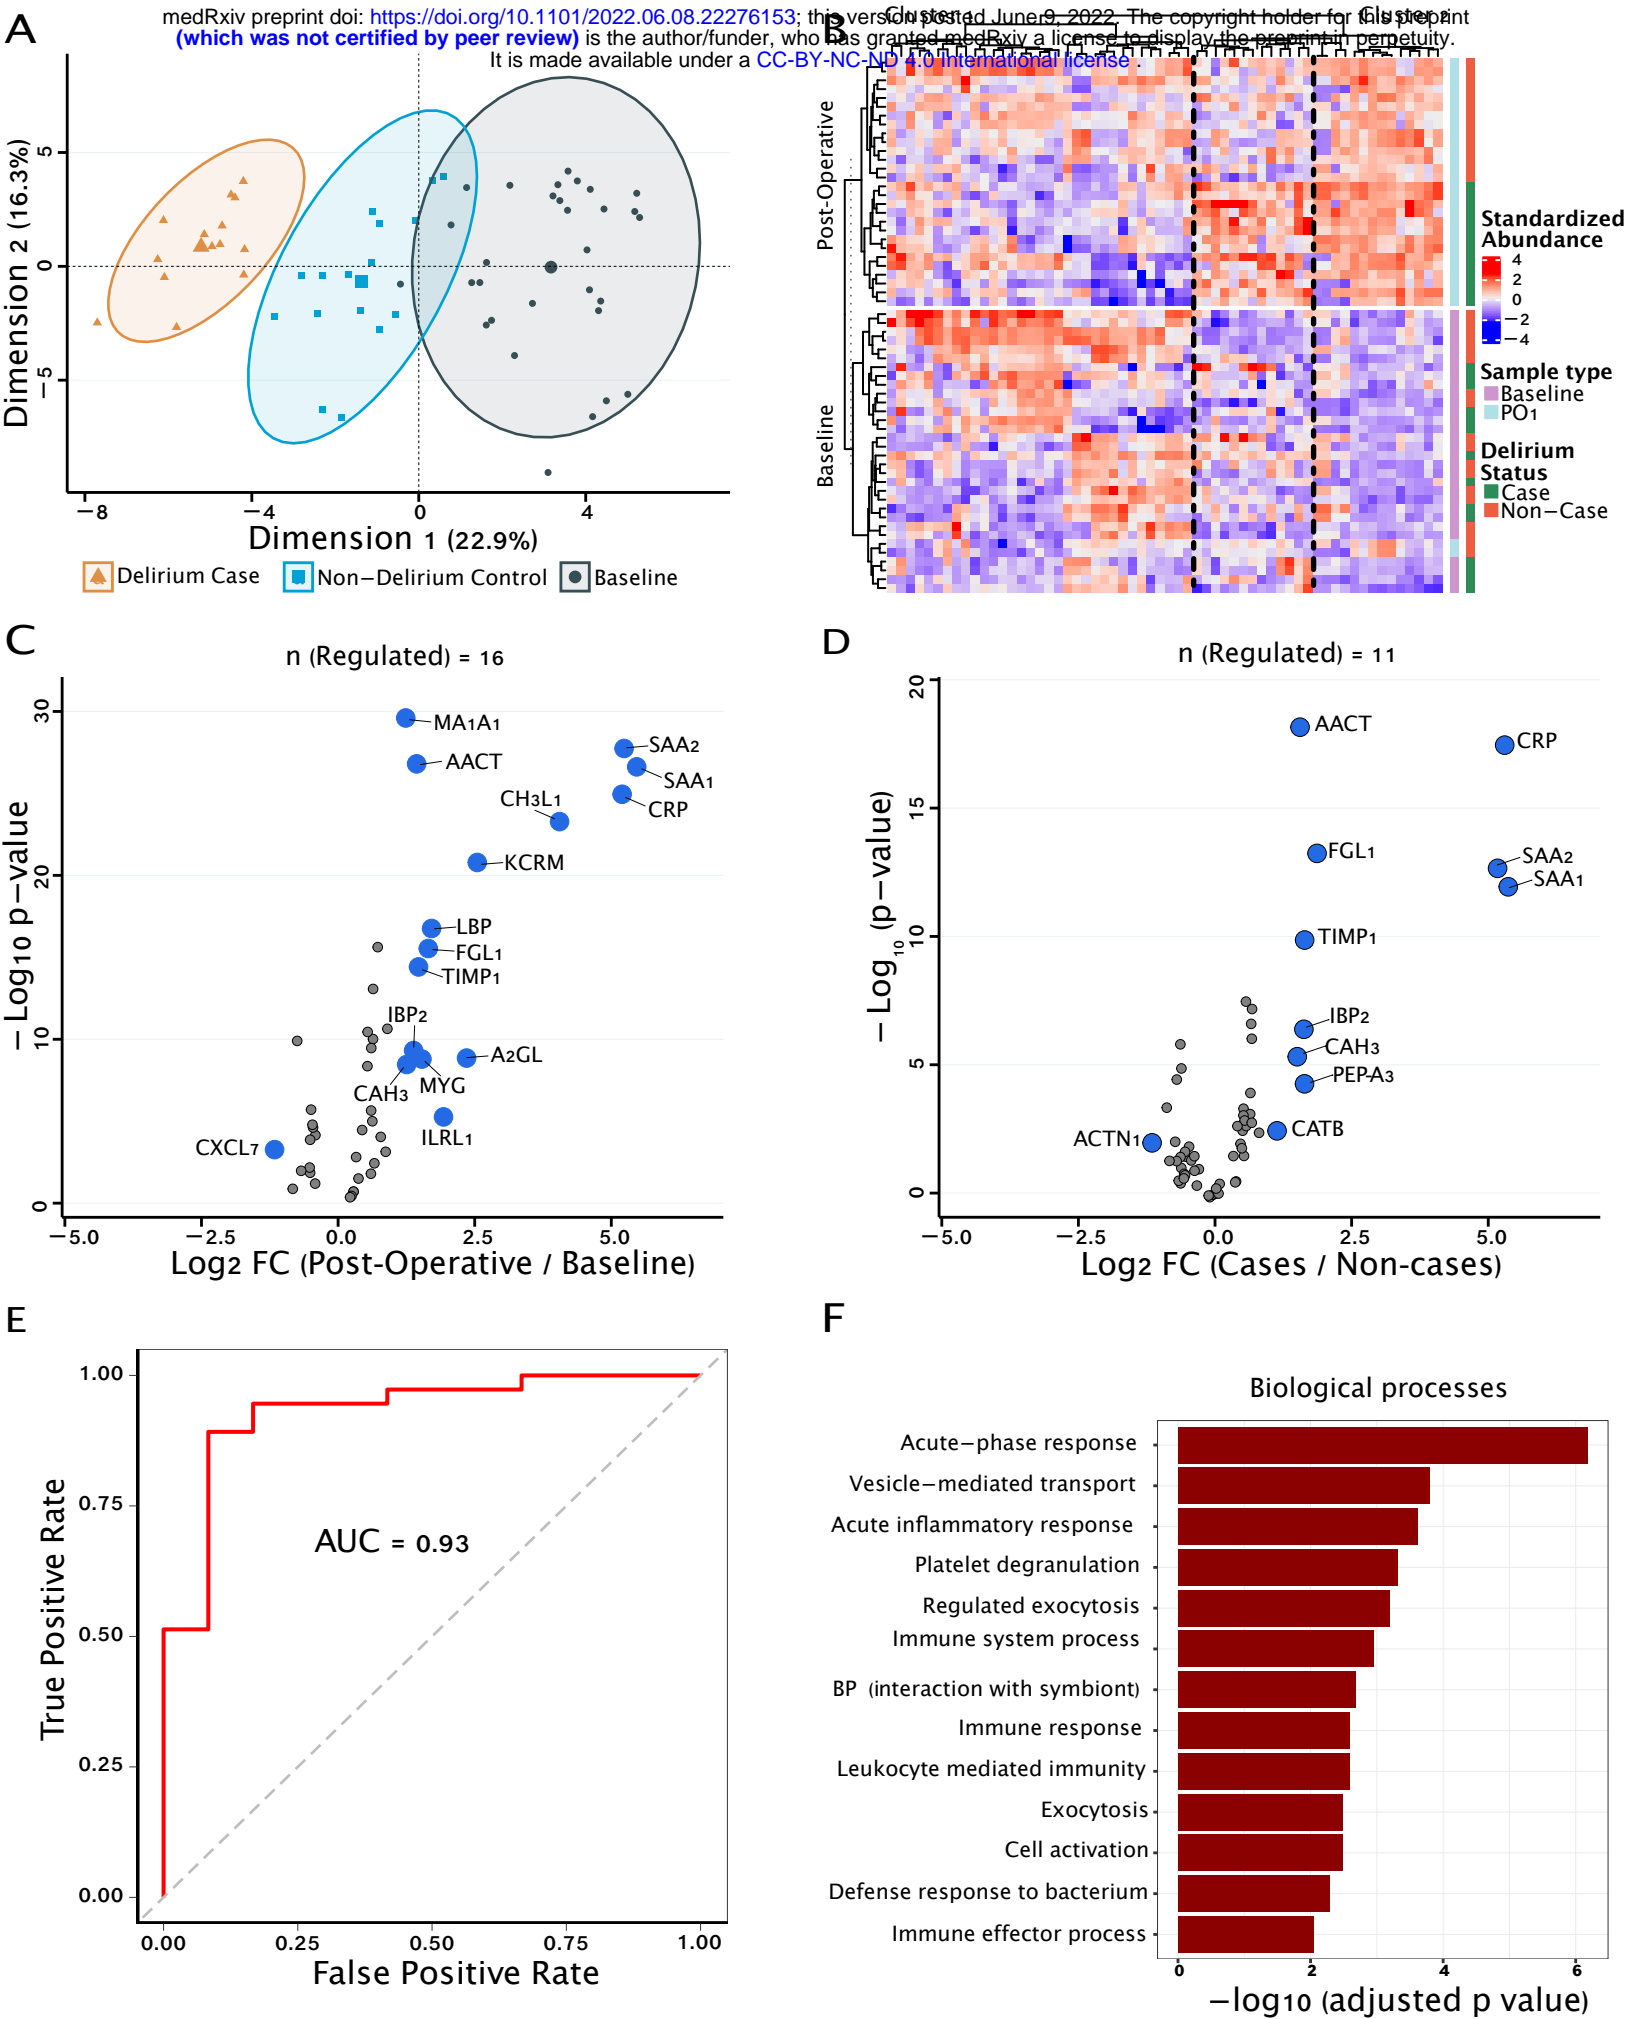 medRxiv preprint doi: https://doi.org/10.1101/2022.06.08.22276153; this version posted June 9, 2022. The copyright holder for this preprint
(which was not certified by peer review) is the author/funder, who has granted medRxiv a license to display the preprint in perpetuity.
It is made available under a CC-BY-NC-ND 4.0 International license .
A
Dimension 2 (16.3%)
5
0
−5
−8
−4
0
4
Dimension 1 (22.9%)
Delirium Case
Non−Delirium Control
Baseline
B
Cluster 1
Cluster 2
Post-Operative
Baseline
Standardized
Abundance
4
2
0
−2
−4
Sample type
Baseline
PO1
Delirium
Status
Case
Non−Case
C
n (Regulated) = 16
− Log10 p−value
30
20
10
0
MA1A1
AACT
SAA2
SAA1
CRP
CH3L1
KCRM
LBP
FGL1
TIMP1
IBP2
A2GL
MYG
CAH3
ILRL1
CXCL7
−5.0
−2.5
0.0
2.5
5.0
Log2 FC (Post-Operative / Baseline)
D
n (Regulated) = 11
− Log10 (p−value)
20
15
10
5
0
AACT
CRP
FGL1
SAA2
SAA1
TIMP1
IBP2
CAH3
PEP-A3
CATB
ACTN1
−5.0
−2.5
0.0
2.5
5.0
Log2 FC (Cases / Non-cases)
E
True Positive Rate
1.00
0.75
0.50
0.25
0.00
AUC = 0.93
0.00
0.25
0.50
0.75
1.00
False Positive Rate
F
Biological processes
Acute−phase response
Vesicle−mediated transport
Acute inflammatory response
Platelet degranulation
Regulated exocytosis
Immune system process
BP (interaction with symbiont)
Immune response
Leukocyte mediated immunity
Exocytosis
Cell activation
Defense response to bacterium
Immune effector process
0
2
4
6
−log10 (adjusted p value)